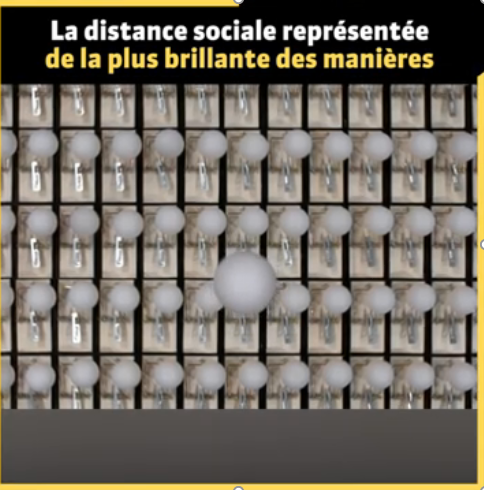 La distance sociale représentée
de la plus brillante des manières